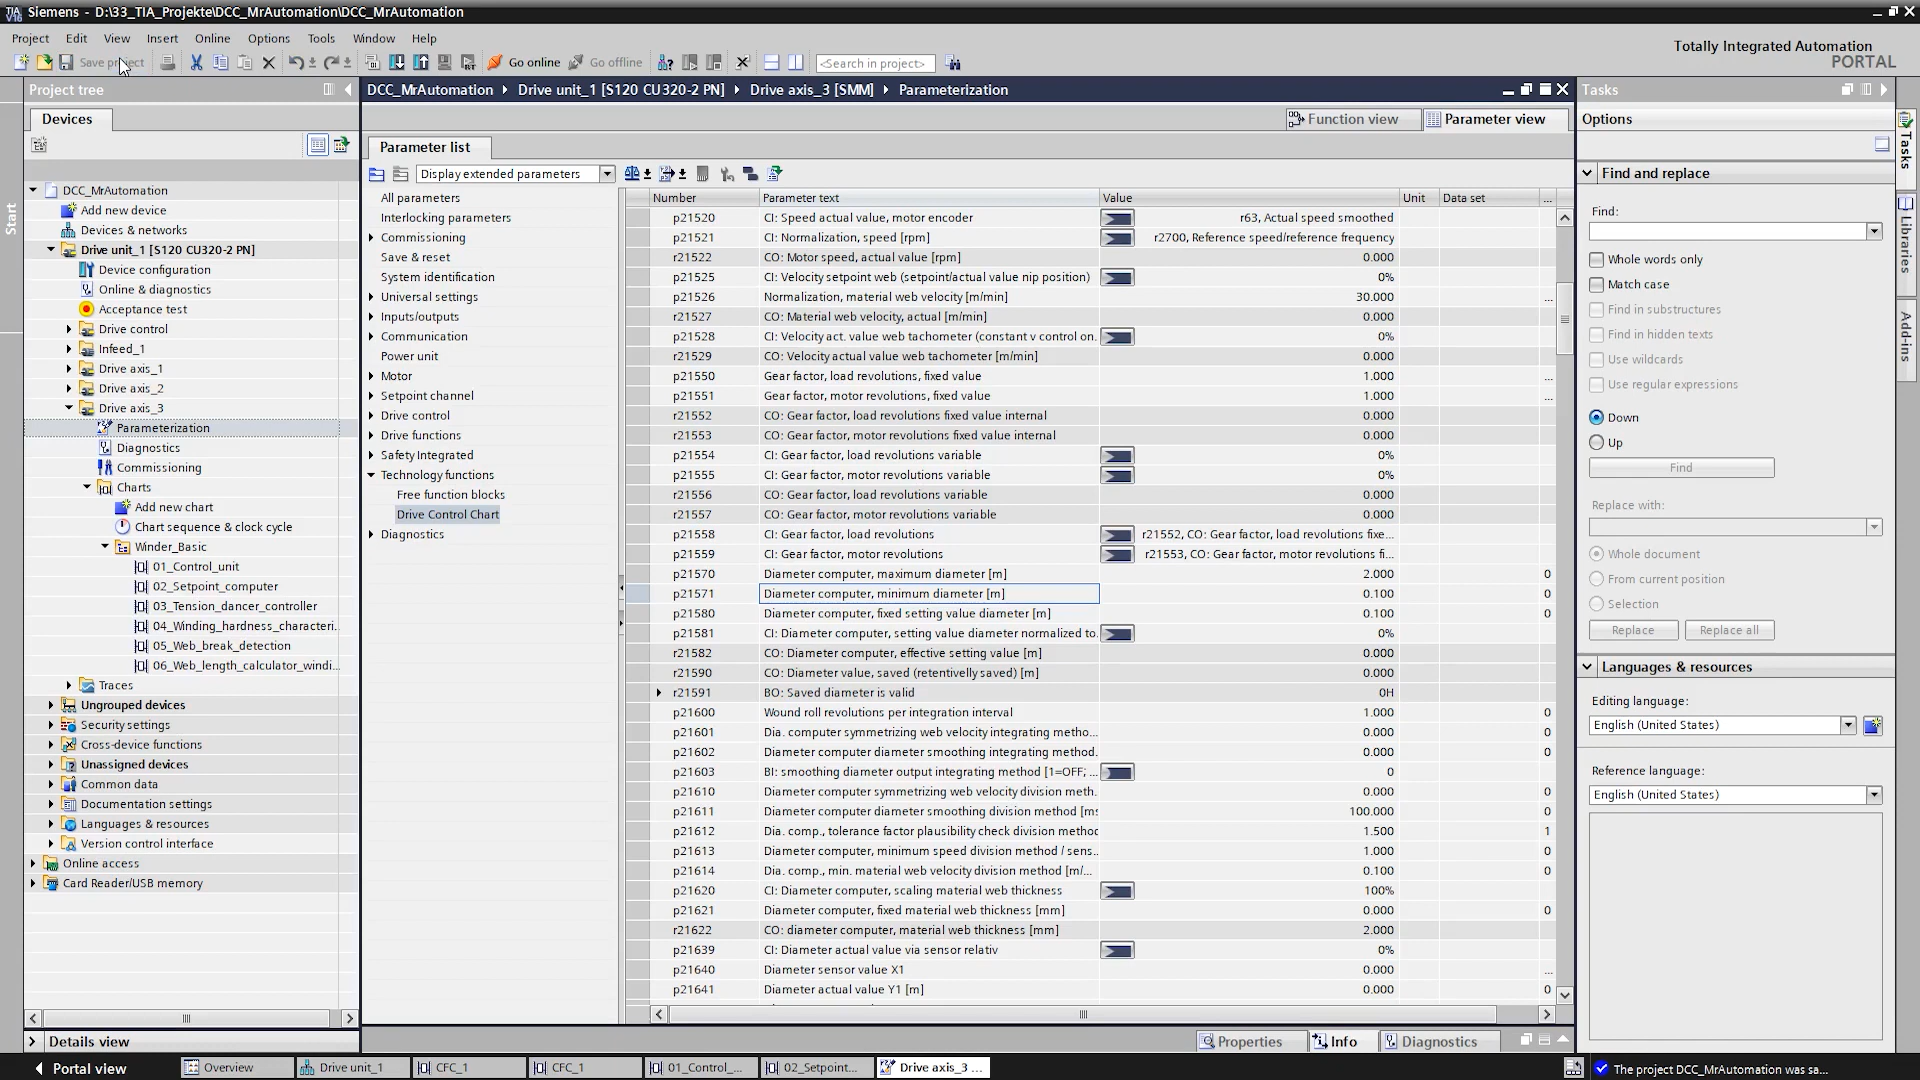 Siemens - D:\33_TIA_Projekte\DCC_MrAutomation\DCC_MrAutomation
Project Edit View Insert Online Options Tools Window Help
Totally Integrated Automation
PORTAL
Save project
Go online
Go offline
<Search in project>
Project tree
DCC_MrAutomation
Drive unit_1 [S120 CU320-2 PN]
Drive axis_3 [SMM]
Parameterization
Tasks
Devices
Function view
Parameter view
Options
Start
DCC_MrAutomation
Add new device
Devices & networks
Drive unit_1 [S120 CU320-2 PN]
Device configuration
Online & diagnostics
Acceptance test
Drive control
Infeed_1
Drive axis_1
Drive axis_2
Drive axis_3
Parameterization
Diagnostics
Commissioning
Charts
Add new chart
Chart sequence & clock cycle
Winder_Basic
01_Control_unit
02_Setpoint_computer
03_Tension_dancer_controller
04_Winding_hardness_characteri...
05_Web_break_detection
06_Web_length_calculator_windi...
Traces
Ungrouped devices
Security settings
Cross-device functions
Unassigned devices
Common data
Documentation settings
Languages & resources
Version control interface
Online access
Card Reader/USB memory
Details view
Parameter list
Display extended parameters
All parameters
Interlocking parameters
Commissioning
Save & reset
System identification
Universal settings
Inputs/outputs
Communication
Power unit
Motor
Setpoint channel
Drive control
Drive functions
Safety Integrated
Technology functions
Free function blocks
Drive Control Chart
Diagnostics
Number Parameter text Value Unit Data set ...
p21520 CI: Speed actual value, motor encoder r63, Actual speed smoothed
p21521 CI: Normalization, speed [rpm] r2700, Reference speed/reference frequency
r21522 CO: Motor speed, actual value [rpm] 0.000
p21525 CI: Velocity setpoint web (setpoint/actual value nip position) 0%
p21526 Normalization, material web velocity [m/min] 30.000 ...
r21527 CO: Material web velocity, actual [m/min] 0.000
p21528 CI: Velocity act. value web tachometer (constant v control on. 0%
r21529 CO: Velocity actual value web tachometer [m/min] 0.000
p21550 Gear factor, load revolutions, fixed value 1.000 ...
p21551 Gear factor, motor revolutions, fixed value 1.000 ...
r21552 CO: Gear factor, load revolutions fixed value internal 0.000
r21553 CO: Gear factor, motor revolutions fixed value internal 0.000
p21554 CI: Gear factor, load revolutions variable 0%
p21555 CI: Gear factor, motor revolutions variable 0%
r21556 CO: Gear factor, load revolutions variable 0.000
r21557 CO: Gear factor, motor revolutions variable 0.000
p21558 CI: Gear factor, load revolutions r21552, CO: Gear factor, load revolutions fixe...
p21559 CI: Gear factor, motor revolutions r21553, CO: Gear factor, motor revolutions fi...
p21570 Diameter computer, maximum diameter [m] 2.000 0
p21571 Diameter computer, minimum diameter [m] 0.100 0
p21580 Diameter computer, fixed setting value diameter [m] 0.100 0
p21581 CI: Diameter computer, setting value diameter normalized to. 0%
r21582 CO: Diameter computer, effective setting value [m] 0.000
r21590 CO: Diameter value, saved (retentivelly saved) [m] 0.000
r21591 BO: Saved diameter is valid 0H
p21600 Wound roll revolutions per integration interval 1.000 0
p21601 Dia. computer symmetrizing web velocity integrating metho... 0.000 0
p21602 Diameter computer diameter smoothing integrating method. 0.000 0
p21603 BI: smoothing diameter output integrating method [1=OFF; ... 0
p21610 Diameter computer symmetrizing web velocity division meth. 0.000 0
p21611 Diameter computer diameter smoothing division method [ms 100.000 0
p21612 Dia. comp., tolerance factor plausibility check division method 1.500 1
p21613 Diameter computer, minimum speed division method / sens.. 1.000 0
p21614 Dia. comp., min. material web velocity division method [m/... 0.100 0
p21620 CI: Diameter computer, scaling material web thickness 100%
p21621 Diameter computer, fixed material web thickness [mm] 0.000 0
r21622 CO: diameter computer, material web thickness [mm] 2.000
p21639 CI: Diameter actual value via sensor relativ 0%
p21640 Diameter sensor value X1 0.000 ...
p21641 Diameter actual value Y1 [m] 0.000 0
Properties
Info
Diagnostics
Find and replace
Find:
Whole words only
Match case
Find in substructures
Find in hidden texts
Use wildcards
Use regular expressions
Down
Up
Find
Replace with:
Whole document
From current position
Selection
Replace
Replace all
Languages & resources
Editing language:
English (United States)
Reference language:
English (United States)
Tasks
Libraries
Add-ins
Portal view
Overview
Drive unit_1
CFC_1
CFC_1
01_Control_...
02_Setpoint...
Drive axis_3 ...
The project DCC_MrAutomation was sa...